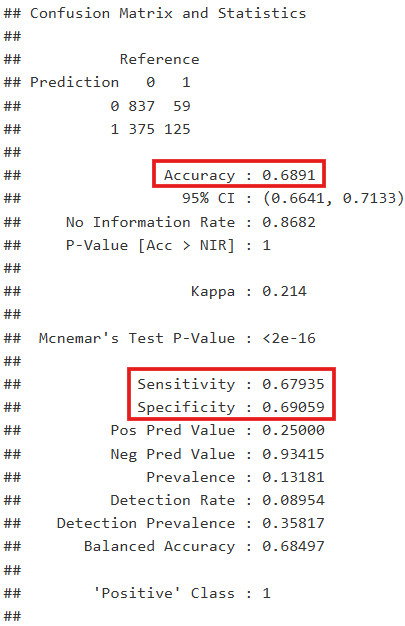 ## Confusion Matrix and Statistics
##
##           Reference
## Prediction   0   1
##          0 837  59
##          1 375 125
##
##                Accuracy : 0.6891
##                  95% CI : (0.6641, 0.7133)
##     No Information Rate : 0.8682
##     P-Value [Acc > NIR] : 1
##
##                   Kappa : 0.214
##
##  Mcnemar's Test P-Value : <2e-16
##
##             Sensitivity : 0.67935
##             Specificity : 0.69059
##          Pos Pred Value : 0.25000
##          Neg Pred Value : 0.93415
##              Prevalence : 0.13181
##          Detection Rate : 0.08954
##    Detection Prevalence : 0.35817
##       Balanced Accuracy : 0.68497
##
##        'Positive' Class : 1
##